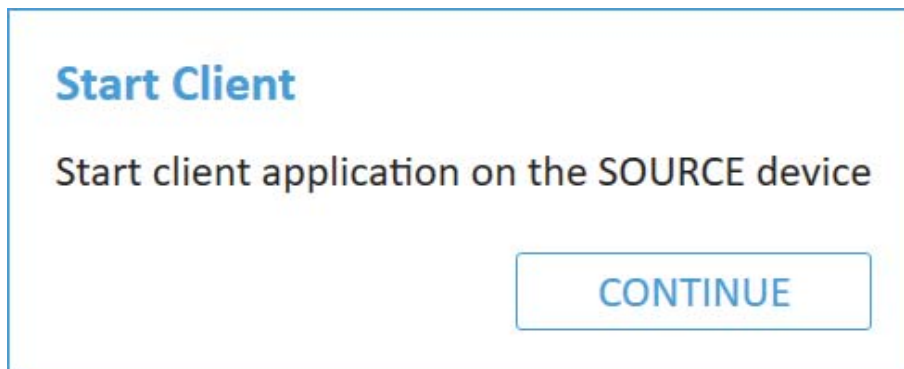 Start Client
Start client application on the SOURCE device
CONTINUE